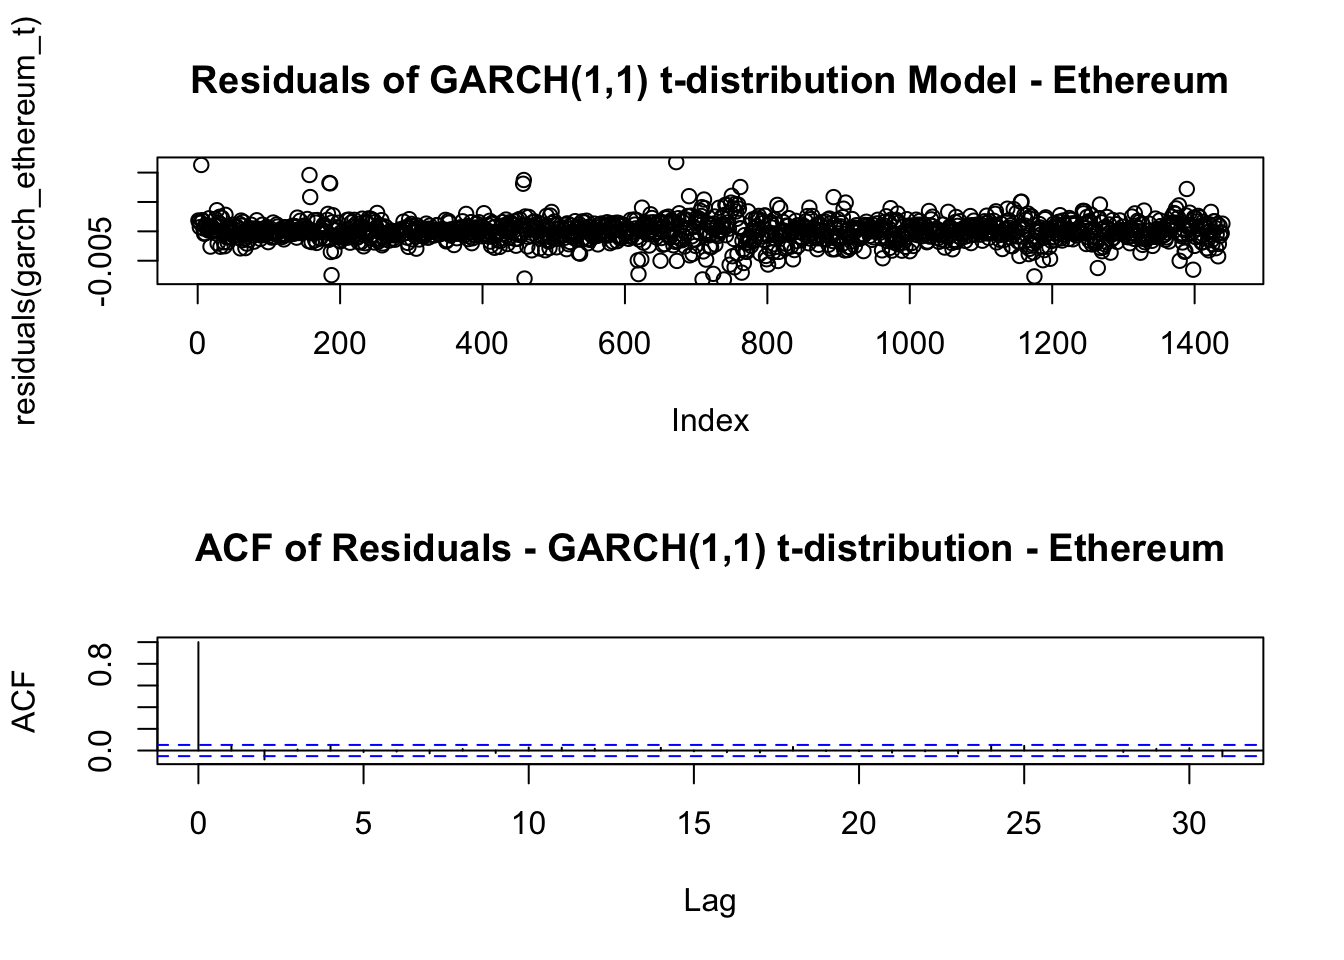 Residuals of GARCH(1,1) t-distribution Model - Ethereum
residuals(garch_ethereum_t)
-0.005
0 200 400 600 800 1000 1200 1400
Index
ACF of Residuals - GARCH(1,1) t-distribution - Ethereum
ACF
0.8
0.0
0 5 10 15 20 25 30
Lag